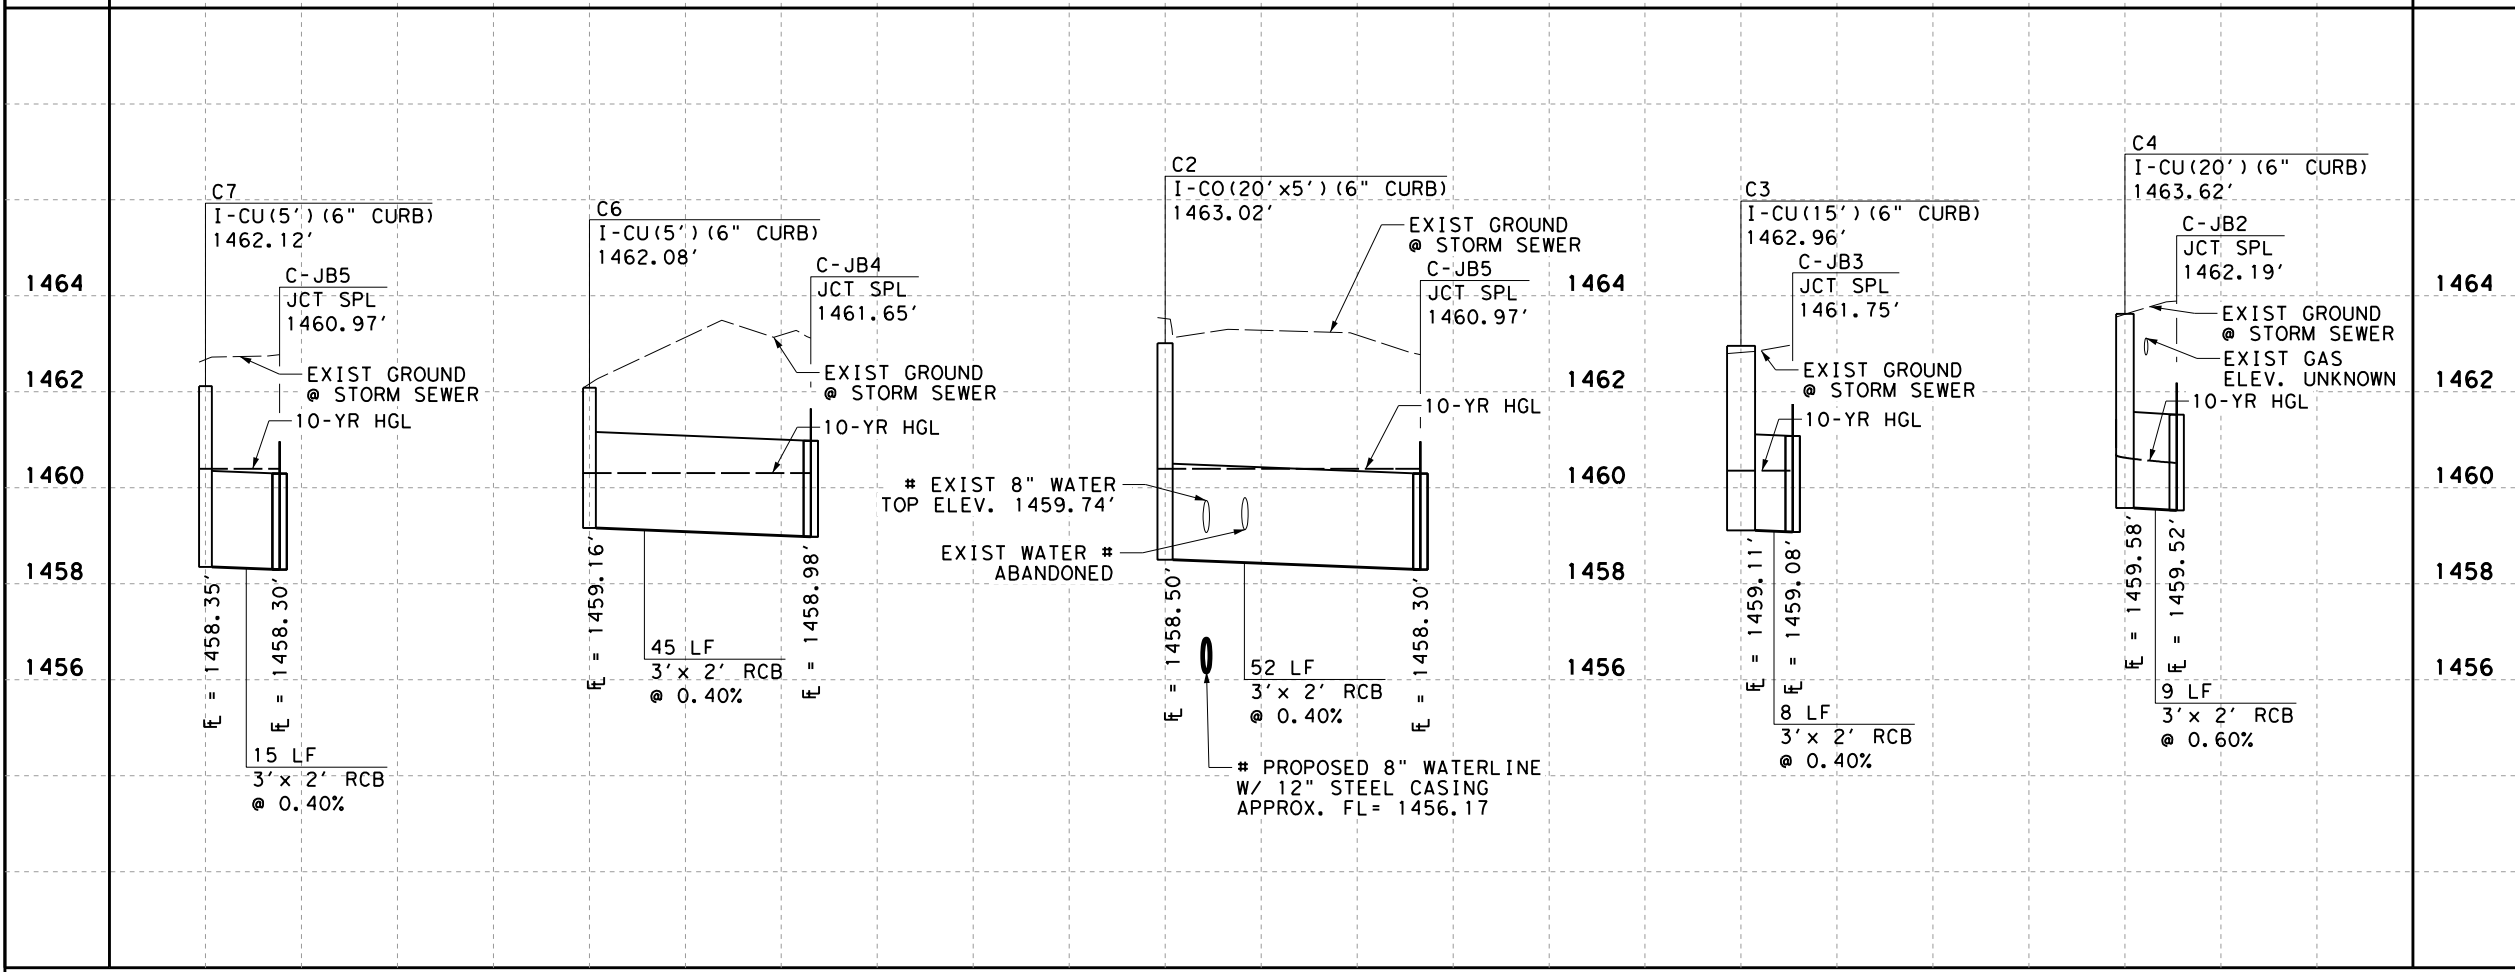 1464
1462
1460
1458
1456
C7
I-CU(5')(6" CURB)
1462.12'
C-JB5
JCT SPL
1460.97'
EXIST GROUND
@ STORM SEWER
10-YR HGL
FL = 1458.35'
FL = 1458.30'
15 LF
3'x 2' RCB
@ 0.40%
C6
I-CU(5')(6" CURB)
1462.08'
C-JB4
JCT SPL
1461.65'
EXIST GROUND
@ STORM SEWER
10-YR HGL
FL = 1459.16'
FL = 1458.98'
45 LF
3'x 2' RCB
@ 0.40%
C2
I-CO(20'x5')(6" CURB)
1463.02'
EXIST GROUND
@ STORM SEWER
C-JB5
JCT SPL
1460.97'
10-YR HGL
# EXIST 8" WATER
TOP ELEV. 1459.74'
EXIST WATER #
ABANDONED
FL = 1458.50'
FL = 1458.30'
52 LF
3'x 2' RCB
@ 0.40%
# PROPOSED 8" WATERLINE
W/ 12" STEEL CASING
APPROX. FL= 1456.17
1464
1462
1460
1458
1456
C3
I-CU(15')(6" CURB)
1462.96'
C-JB3
JCT SPL
1461.75'
EXIST GROUND
@ STORM SEWER
10-YR HGL
FL = 1459.11'
FL = 1459.08'
8 LF
3'x 2' RCB
@ 0.40%
C4
I-CU(20')(6" CURB)
1463.62'
C-JB2
JCT SPL
1462.19'
EXIST GROUND
@ STORM SEWER
EXIST GAS
ELEV. UNKNOWN
10-YR HGL
FL = 1459.58'
FL = 1459.52'
9 LF
3'x 2' RCB
@ 0.60%
1464
1462
1460
1458
1456